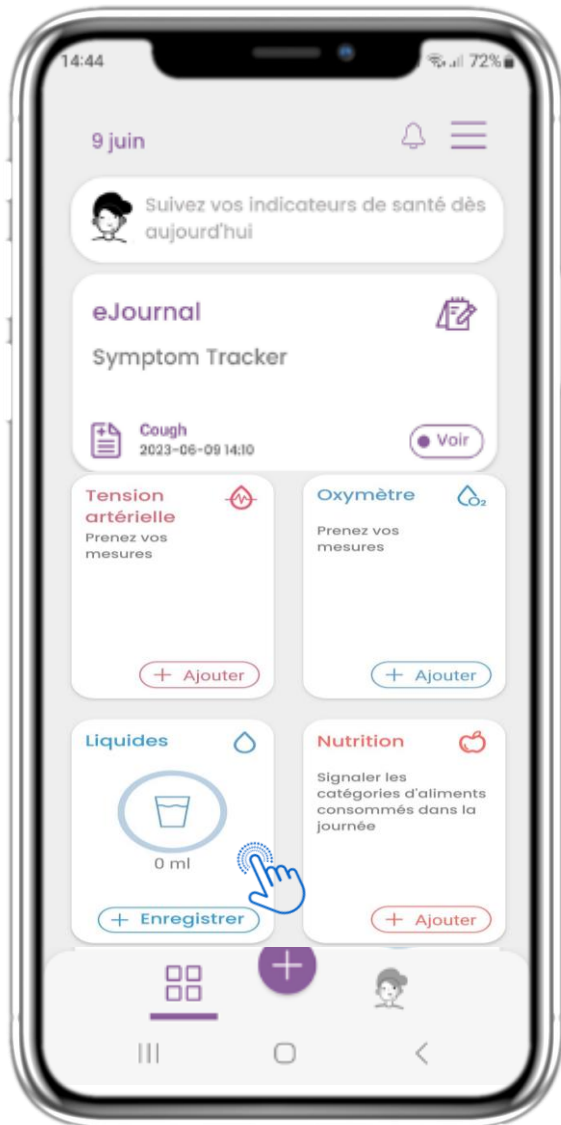 14:44
72%
9 juin
Suivez vos indicateurs de santé dès
aujourd'hui
eJournal
Symptom Tracker
Cough
2023-06-09 14:10
Voir
Tension
artérielle
Prenez vos
mesures
+ Ajouter
Oxymètre
O₂
Prenez vos
mesures
+ Ajouter
Liquides
0 ml
+ Enregistrer
Nutrition
Signaler les
catégories d'aliments
consommés dans la
journée
+ Ajouter